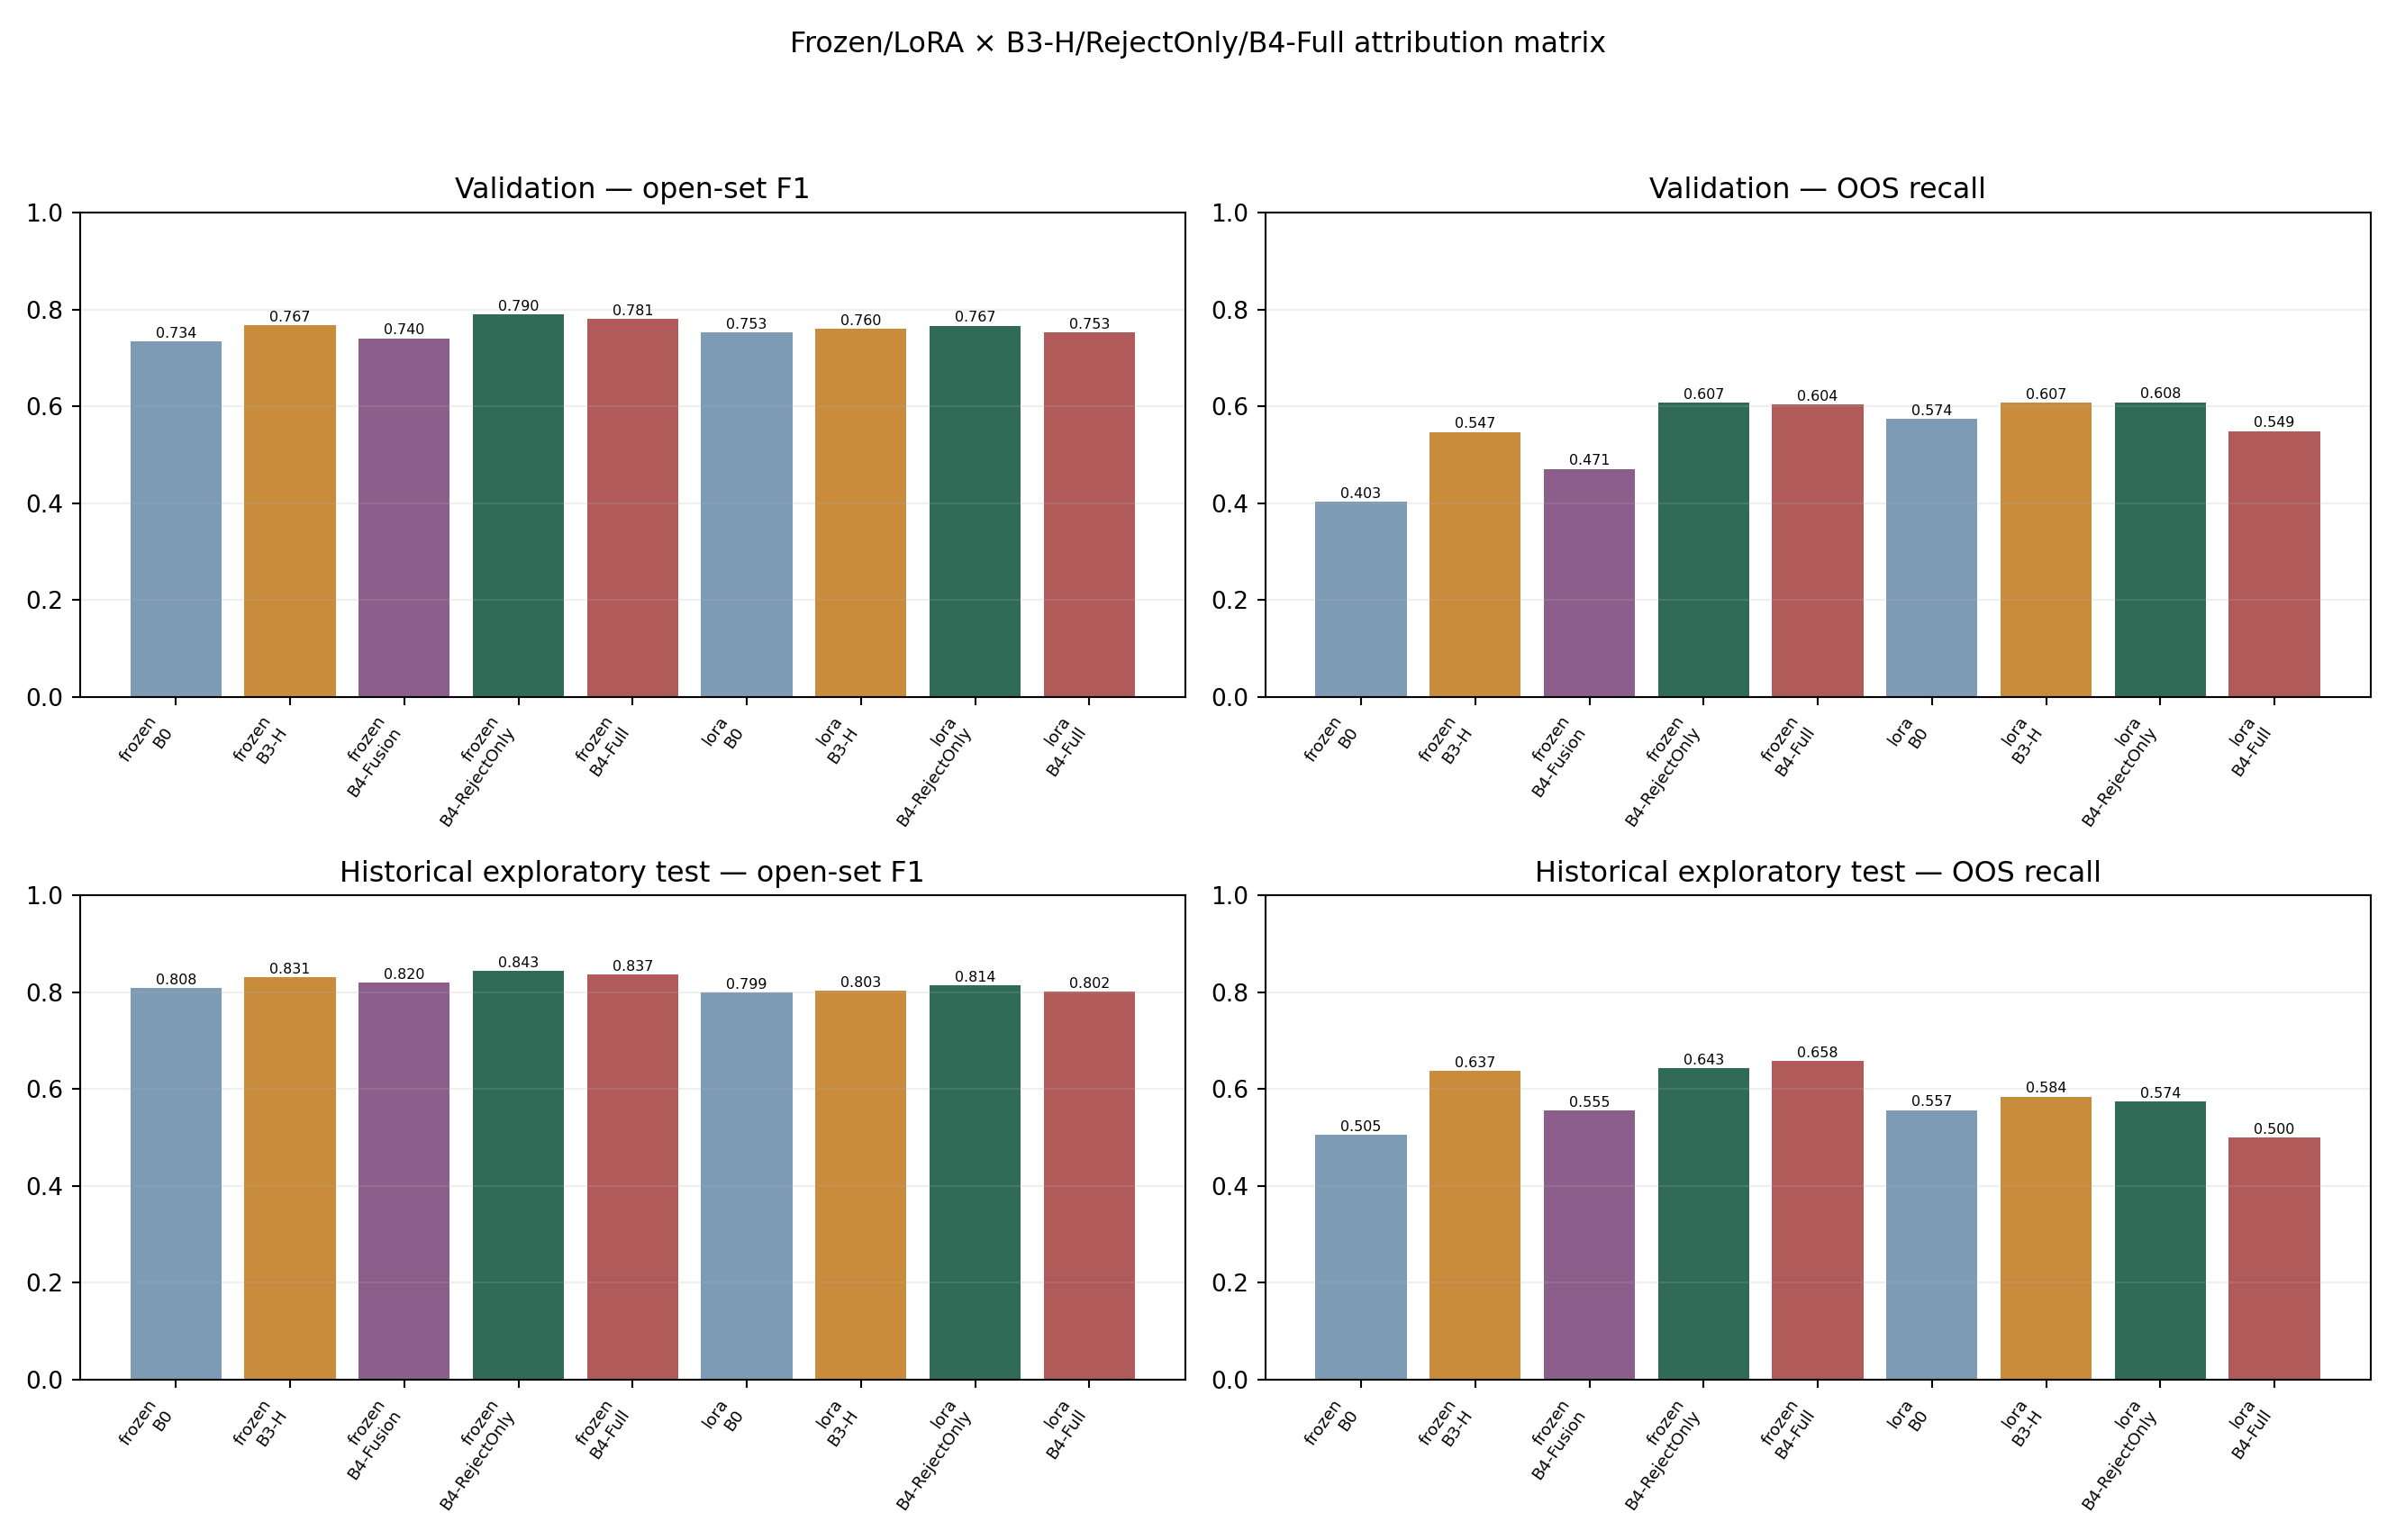 Frozen/LoRA × B3-H/RejectOnly/B4-Full attribution matrix
Validation — open-set F1
1.0
0.8
0.6
0.4
0.2
0.0
0.734
0.767
0.740
0.790
0.781
0.753
0.760
0.767
0.753
frozen
B0
frozen
B3-H
frozen
B4-Fusion
frozen
B4-RejectOnly
frozen
B4-Full
lora
B0
lora
B3-H
lora
B4-RejectOnly
lora
B4-Full
Validation — OOS recall
1.0
0.8
0.6
0.4
0.2
0.0
0.403
0.547
0.471
0.607
0.604
0.574
0.607
0.608
0.549
frozen
B0
frozen
B3-H
frozen
B4-Fusion
frozen
B4-RejectOnly
frozen
B4-Full
lora
B0
lora
B3-H
lora
B4-RejectOnly
lora
B4-Full
Historical exploratory test — open-set F1
1.0
0.8
0.6
0.4
0.2
0.0
0.808
0.831
0.820
0.843
0.837
0.799
0.803
0.814
0.802
frozen
B0
frozen
B3-H
frozen
B4-Fusion
frozen
B4-RejectOnly
frozen
B4-Full
lora
B0
lora
B3-H
lora
B4-RejectOnly
lora
B4-Full
Historical exploratory test — OOS recall
1.0
0.8
0.6
0.4
0.2
0.0
0.505
0.637
0.555
0.643
0.658
0.557
0.584
0.574
0.500
frozen
B0
frozen
B3-H
frozen
B4-Fusion
frozen
B4-RejectOnly
frozen
B4-Full
lora
B0
lora
B3-H
lora
B4-RejectOnly
lora
B4-Full